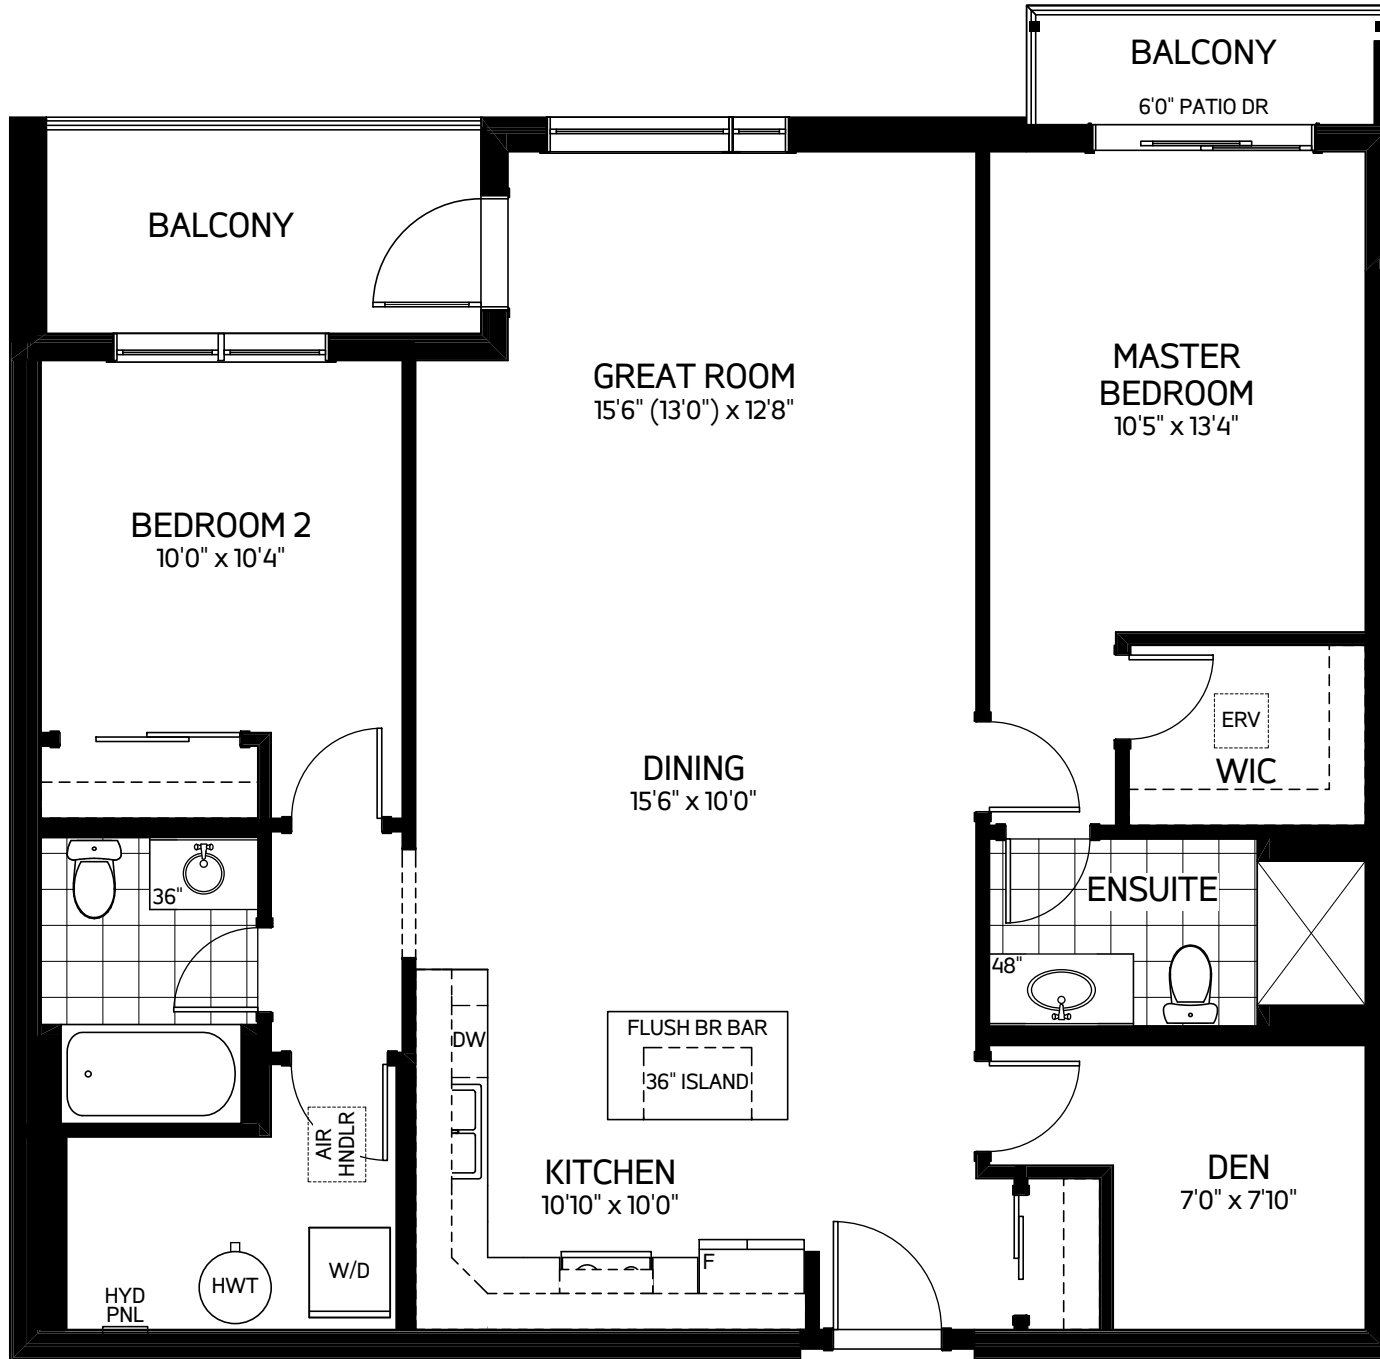 BALCONY
6'0" PATIO DR
BALCONY
GREAT ROOM
15'6" (13'0") x 12'8"
MASTER
BEDROOM
10'5" x 13'4"
BEDROOM 2
10'0" x 10'4"
ERV
WIC
DINING
15'6" x 10'0"
36"
ENSUITE
48"
DW
FLUSH BR BAR
36" ISLAND
AIR
HNDLR
KITCHEN
10'10" x 10'0"
DEN
7'0" x 7'10"
F
W/D
HWT
HYD
PNL